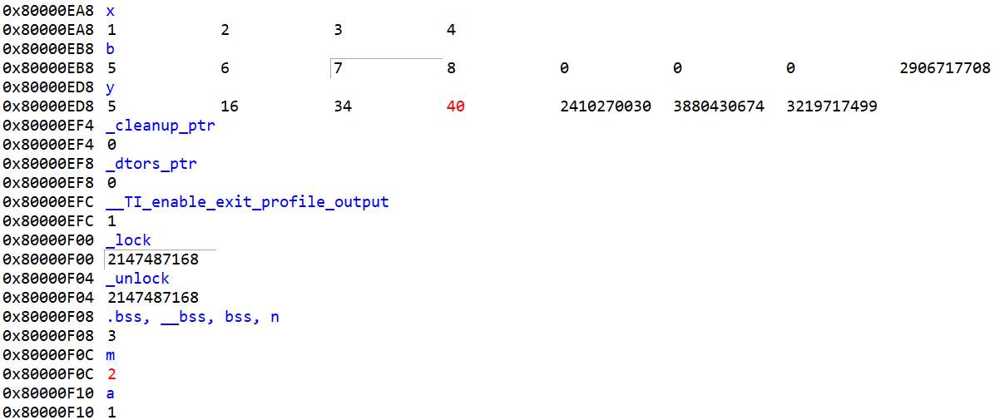 0x80000EA8 x
0x80000EA8 1 2 3 4
0x80000EB8 b
0x80000EB8 5 6 7 8 0 0 0 2906717708
0x80000ED8 y
0x80000ED8 5 16 34 40 2410270030 3880430674 3219717499
0x80000EF4 _cleanup_ptr
0x80000EF4 0
0x80000EF8 _dtors_ptr
0x80000EF8 0
0x80000EFC __TI_enable_exit_profile_output
0x80000EFC 1
0x80000F00 _lock
0x80000F00 2147487168
0x80000F04 _unlock
0x80000F04 2147487168
0x80000F08 .bss, __bss, bss, n
0x80000F08 3
0x80000F0C m
0x80000F0C 2
0x80000F10 a
0x80000F10 1